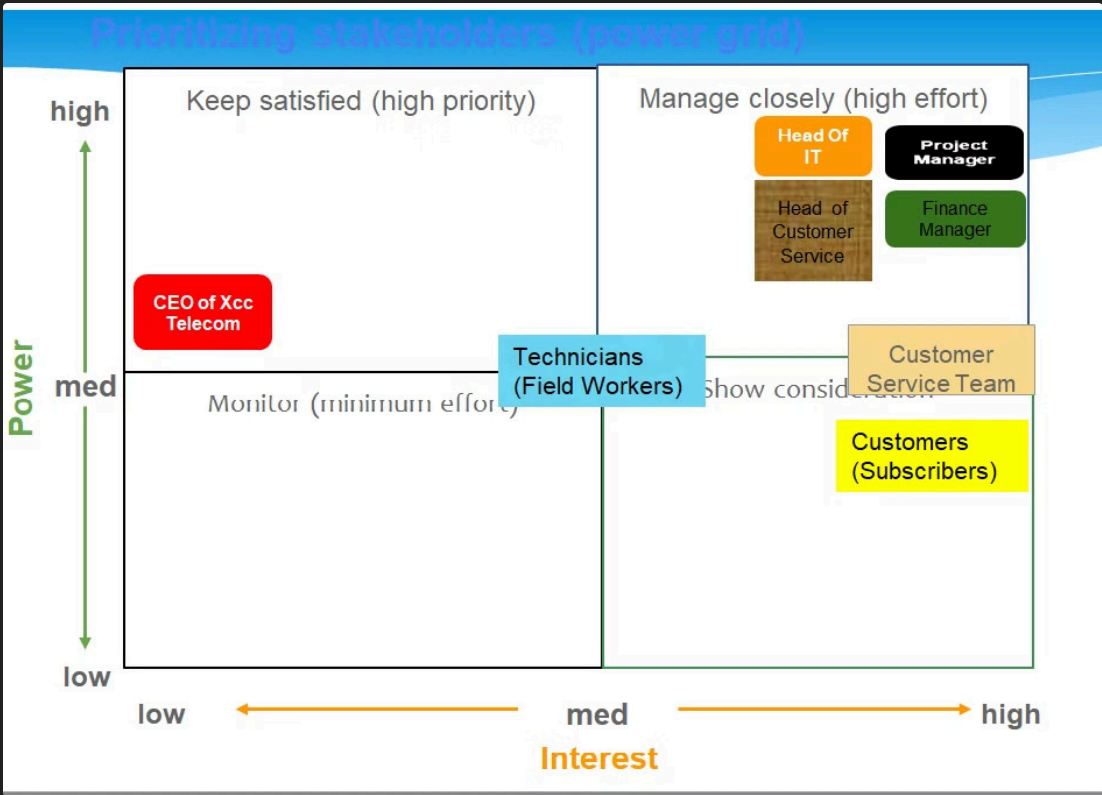 Prioritizing stakeholders (power grid)
high
Keep satisfied (high priority)
Manage closely (high effort)
Head Of
IT
Project
Manager
Head of
Customer
Service
Finance
Manager
CEO of Xcc
Telecom
Technicians
(Field Workers)
Customer
Service Team
Power
med
Monitor (minimum effort)
Show consideration
Customers
(Subscribers)
low
low
med
high
Interest